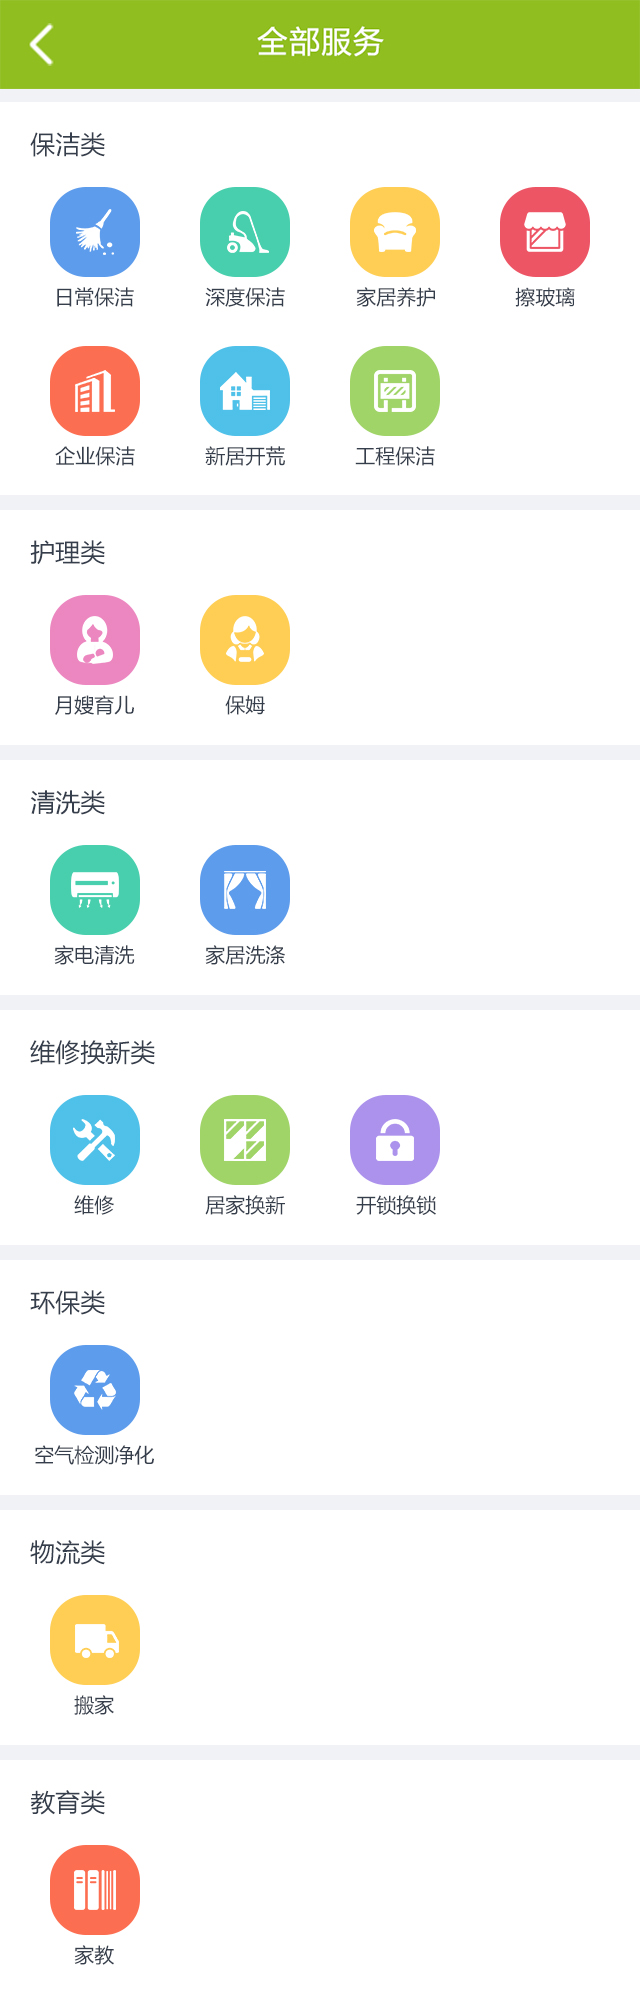 全部服务
保洁类
日常保洁 深度保洁 家居养护 擦玻璃
企业保洁 新居开荒 工程保洁
护理类
月嫂育儿 保姆
清洗类
家电清洗 家居洗涤
维修换新类
维修 居家换新 开锁换锁
环保类
空气检测净化
物流类
搬家
教育类
家教